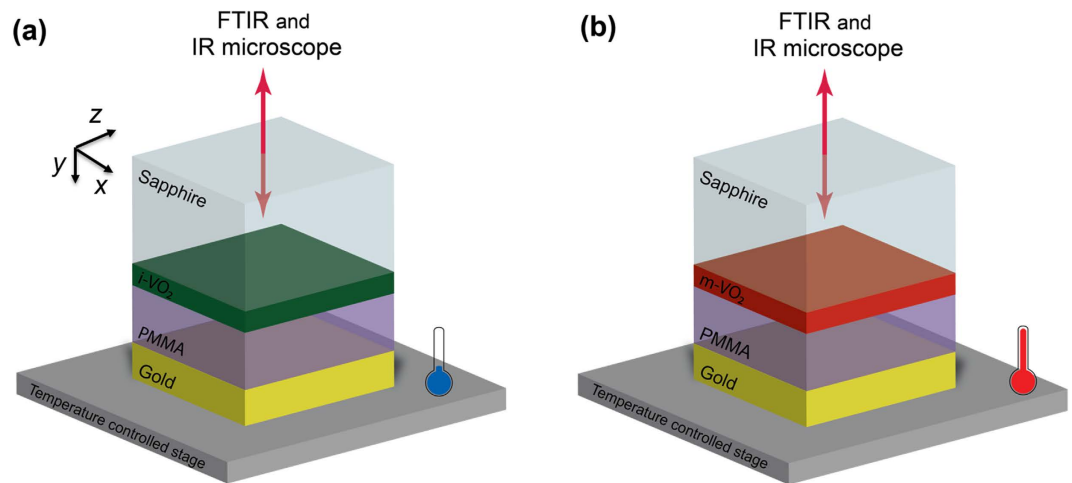 (a)
FTIR and
IR microscope
z
y
x
Sapphire
i-VO₂
PMMA
Gold
Temperature controlled stage
(b)
FTIR and
IR microscope
Sapphire
m-VO₂
PMMA
Gold
Temperature controlled stage